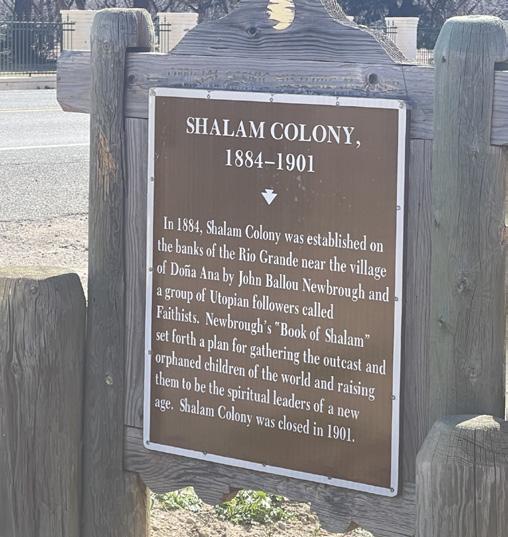 SHALAM COLONY,
1884–1901
In 1884, Shalam Colony was established on
the banks of the Rio Grande near the village
of Doña Ana by John Ballou Newbrough and
a group of Utopian followers called
Faithists. Newbrough's "Book of Shalam"
set forth a plan for gathering the outcast and
orphaned children of the world and raising
them to be the spiritual leaders of a new
age. Shalam Colony was closed in 1901.